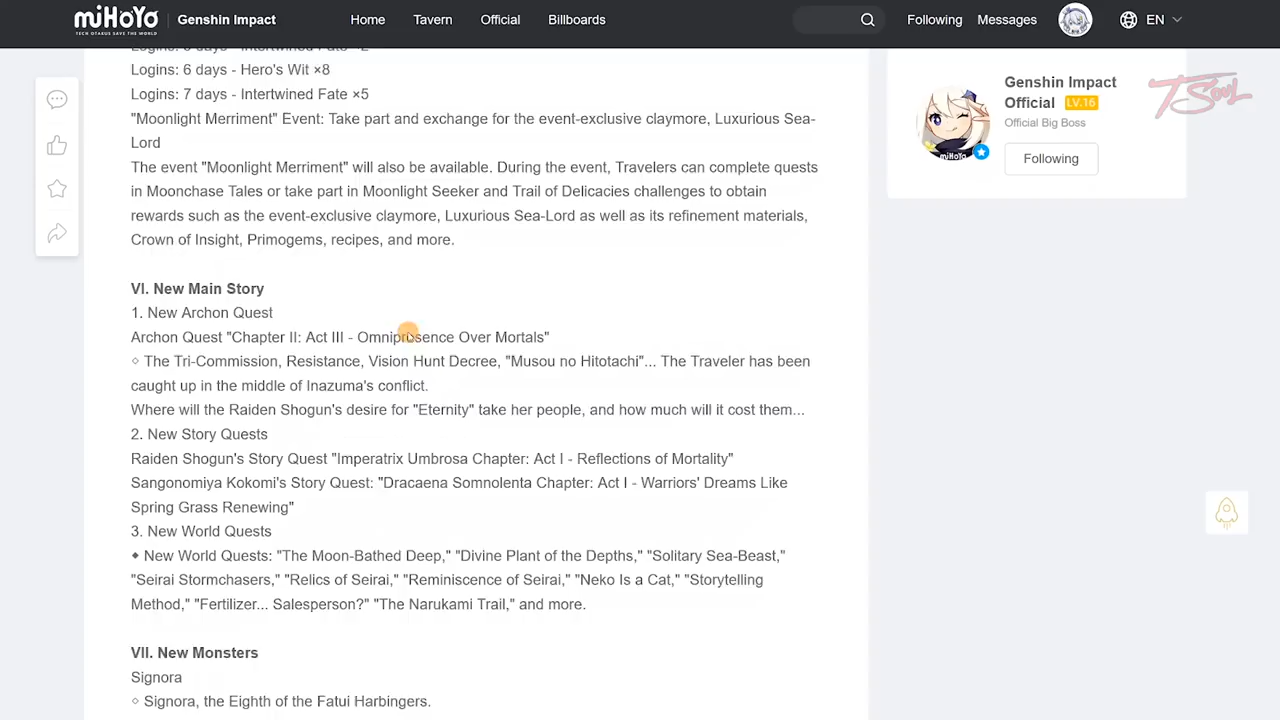 miHoYo
TECH OTAKUS SAVE THE WORLD
Genshin Impact
Home
Tavern
Official
Billboards
Following
Messages
EN
Logins: 6 days - Hero's Wit ×8
Logins: 7 days - Intertwined Fate ×5
"Moonlight Merriment" Event: Take part and exchange for the event-exclusive claymore, Luxurious Sea-
Lord
The event "Moonlight Merriment" will also be available. During the event, Travelers can complete quests
in Moonchase Tales or take part in Moonlight Seeker and Trail of Delicacies challenges to obtain
rewards such as the event-exclusive claymore, Luxurious Sea-Lord as well as its refinement materials,
Crown of Insight, Primogems, recipes, and more.
VI. New Main Story
1. New Archon Quest
Archon Quest "Chapter II: Act III - Omnipresence Over Mortals"
◇ The Tri-Commission, Resistance, Vision Hunt Decree, "Musou no Hitotachi"... The Traveler has been
caught up in the middle of Inazuma's conflict.
Where will the Raiden Shogun's desire for "Eternity" take her people, and how much will it cost them...
2. New Story Quests
Raiden Shogun's Story Quest "Imperatrix Umbrosa Chapter: Act I - Reflections of Mortality"
Sangonomiya Kokomi's Story Quest: "Dracaena Somnolenta Chapter: Act I - Warriors' Dreams Like
Spring Grass Renewing"
3. New World Quests
◆ New World Quests: "The Moon-Bathed Deep," "Divine Plant of the Depths," "Solitary Sea-Beast,"
"Seirai Stormchasers," "Relics of Seirai," "Reminiscence of Seirai," "Neko Is a Cat," "Storytelling
Method," "Fertilizer... Salesperson?" "The Narukami Trail," and more.
VII. New Monsters
Signora
◇ Signora, the Eighth of the Fatui Harbingers.
Genshin Impact
Official LV.16
Official Big Boss
miHoYo
Following
TSoul